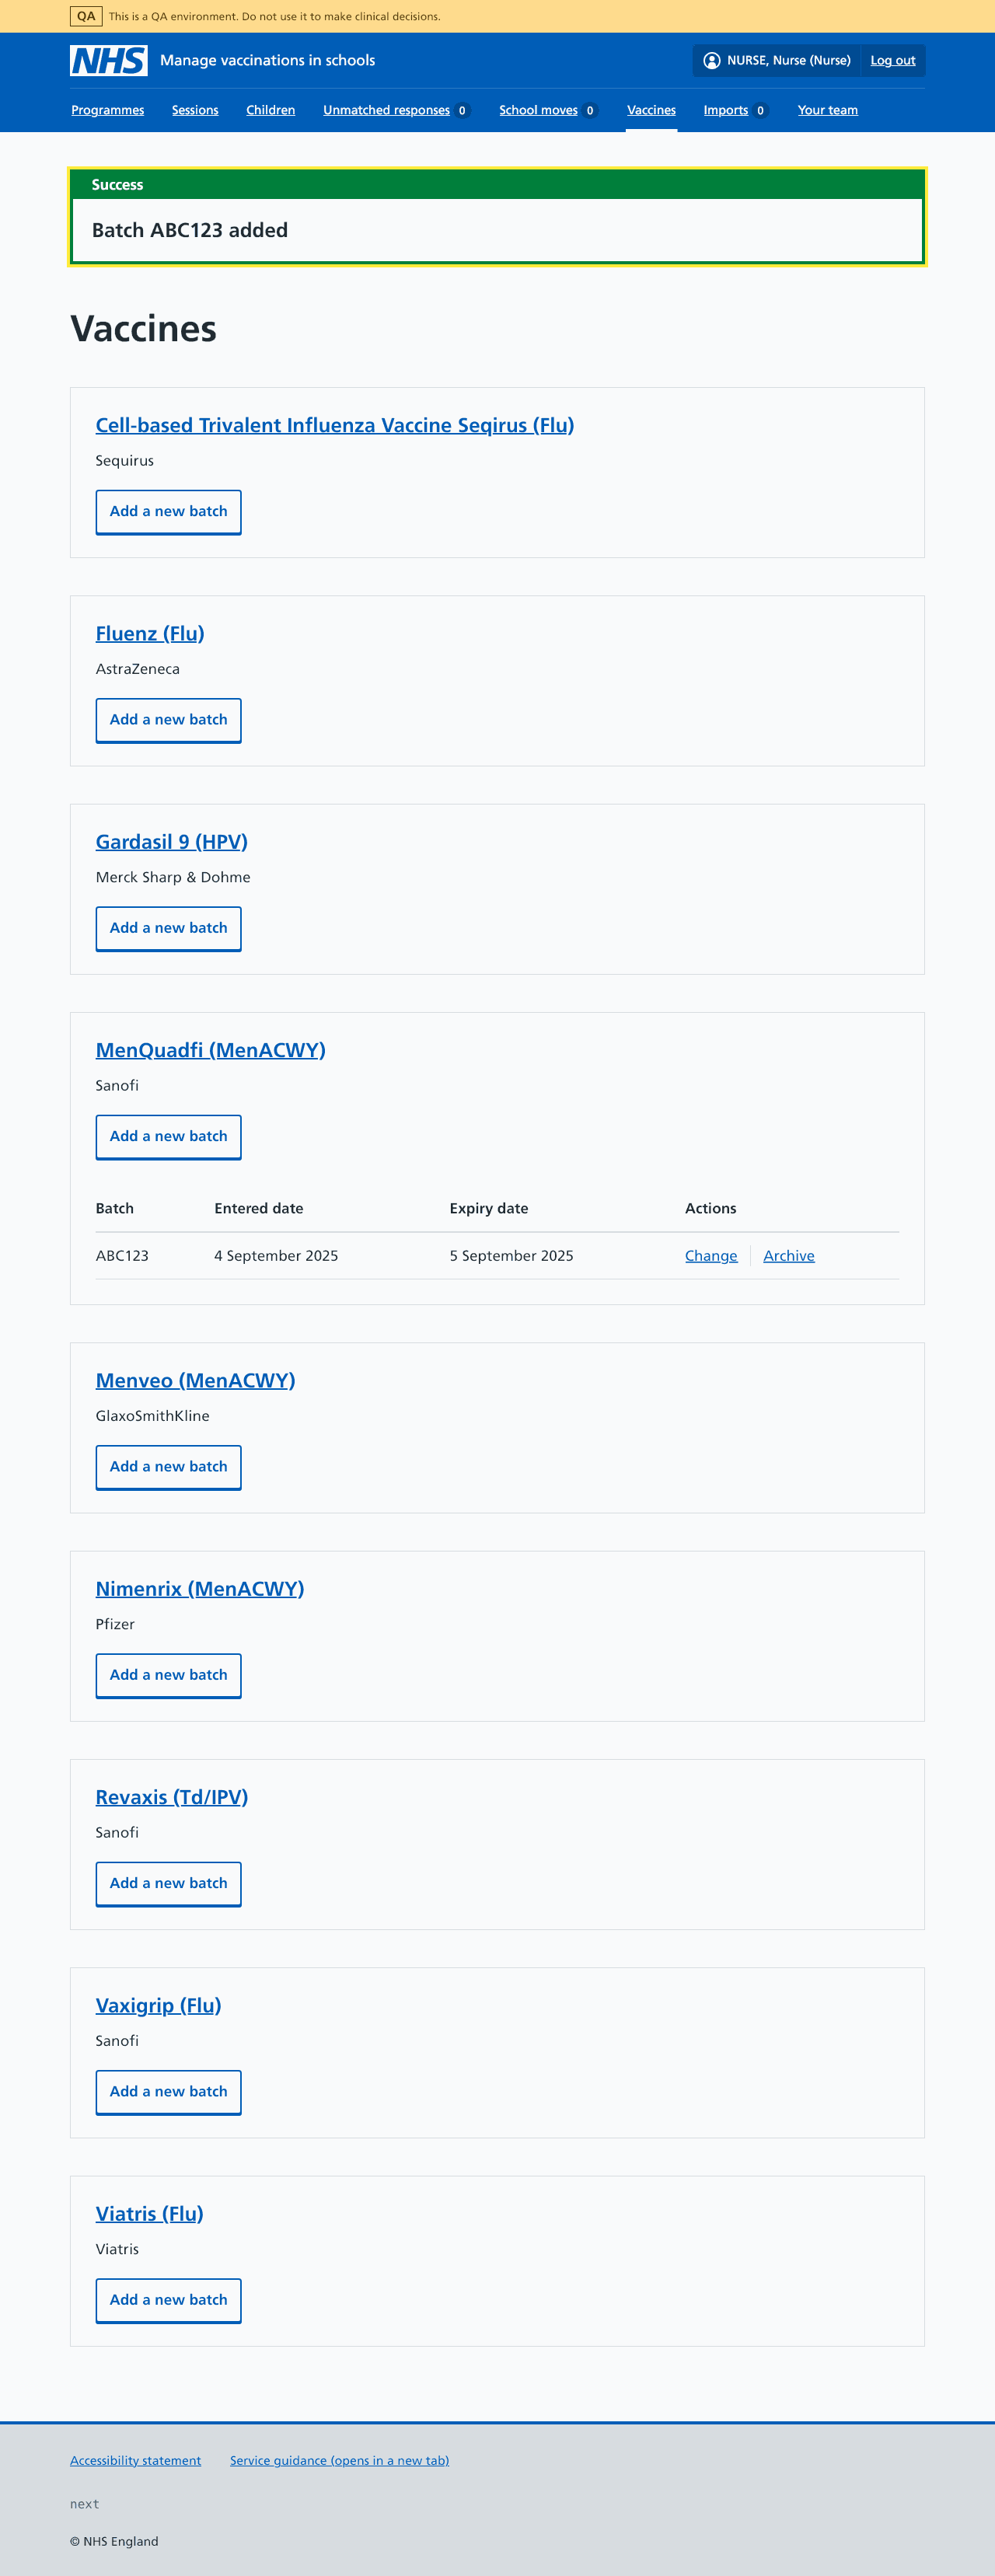 QA This is a QA environment. Do not use it to make clinical decisions.
NHS Manage vaccinations in schools NURSE, Nurse (Nurse) Log out
Programmes Sessions Children Unmatched responses 0 School moves 0 Vaccines Imports 0 Your team
Success
Batch ABC123 added
Vaccines
Cell-based Trivalent Influenza Vaccine Seqirus (Flu)
Sequirus
Add a new batch
Fluenz (Flu)
AstraZeneca
Add a new batch
Gardasil 9 (HPV)
Merck Sharp & Dohme
Add a new batch
MenQuadfi (MenACWY)
Sanofi
Add a new batch
Batch Entered date Expiry date Actions
ABC123 4 September 2025 5 September 2025 Change Archive
Menveo (MenACWY)
GlaxoSmithKline
Add a new batch
Nimenrix (MenACWY)
Pfizer
Add a new batch
Revaxis (Td/IPV)
Sanofi
Add a new batch
Vaxigrip (Flu)
Sanofi
Add a new batch
Viatris (Flu)
Viatris
Add a new batch
Accessibility statement Service guidance (opens in a new tab)
next
© NHS England